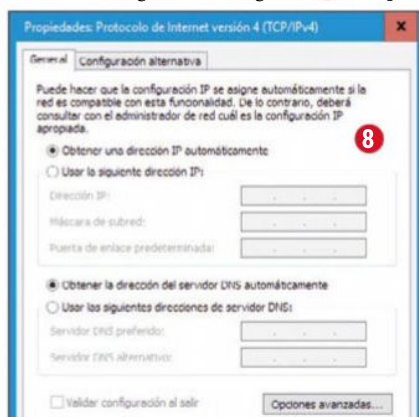 Propiedades: Protocolo de Internet versión 4 (TCP/IPv4)
x
General
Configuración alternativa
Puede hacer que la configuración IP se asigne automáticamente si la
red es compatible con esta funcionalidad. De lo contrario, deberá
consultar con el administrador de red cuál es la configuración IP
apropiada.
8
Obtener una dirección IP automáticamente
Usar la siguiente dirección IP:
Dirección IP:
Máscara de subred:
Puerta de enlace predeterminada:
Obtener la dirección del servidor DNS automáticamente
Usar las siguientes direcciones de servidor DNS:
Servidor DNS preferido:
Servidor DNS alternativo:
Validar configuración al salir
Opciones avanzadas...